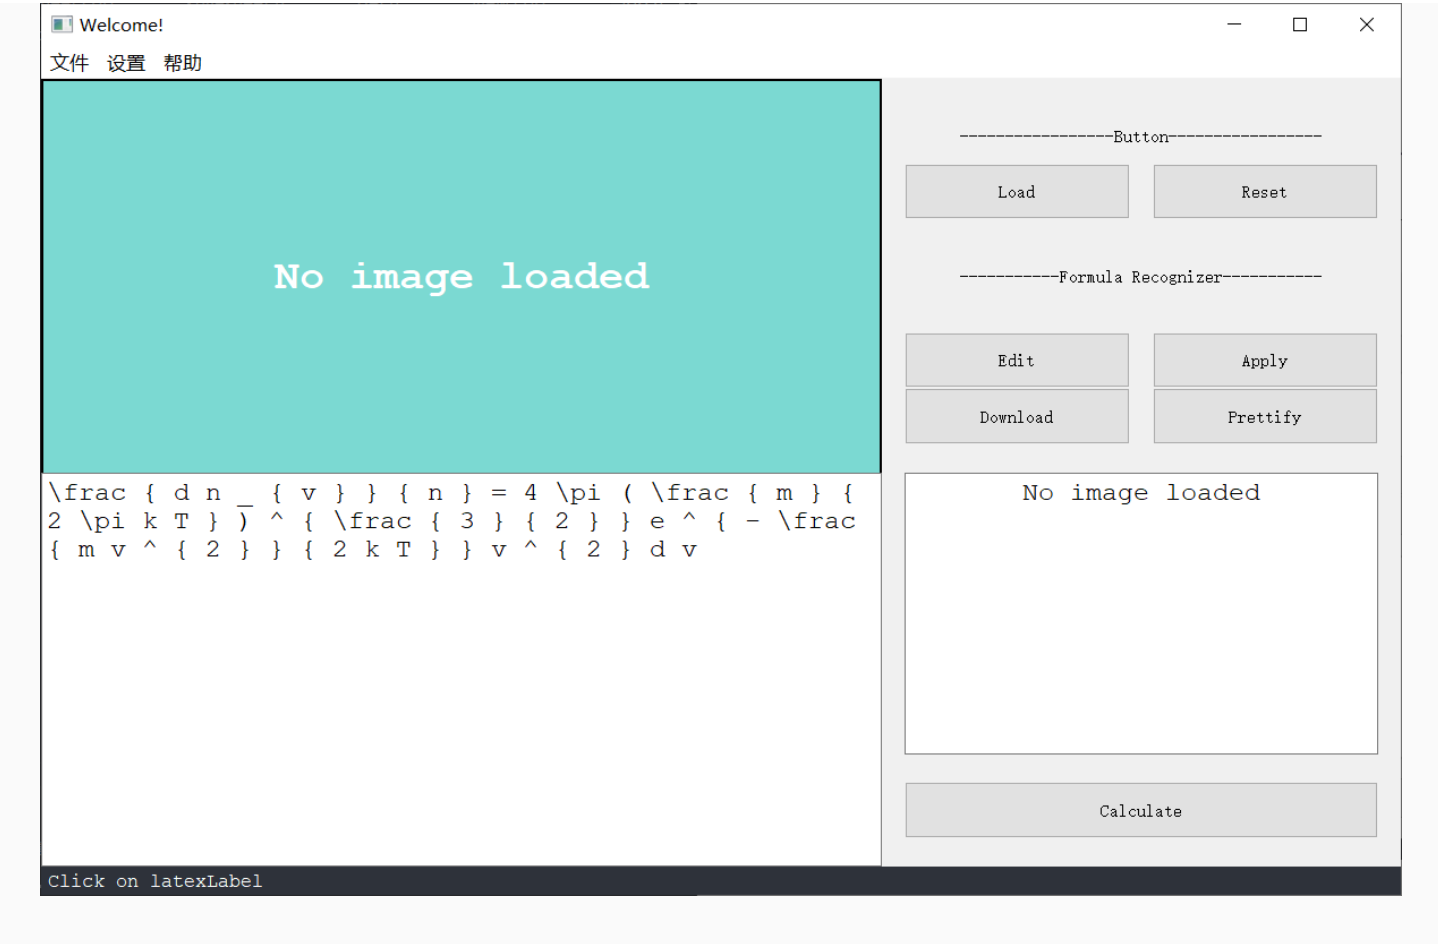 Welcome!
文件 设置 帮助
-----------------Button-----------------
Load Reset
No image loaded
-----------Formula Recognizer-----------
Edit Apply
Download Prettify
\frac { d n _ { v } } { n } = 4 \pi ( \frac { m } {
2 \pi k T } ) ^ { \frac { 3 } { 2 } } e ^ { - \frac
{ m v ^ { 2 } } { 2 k T } } v ^ { 2 } d v
No image loaded
Calculate
Click on latexLabel